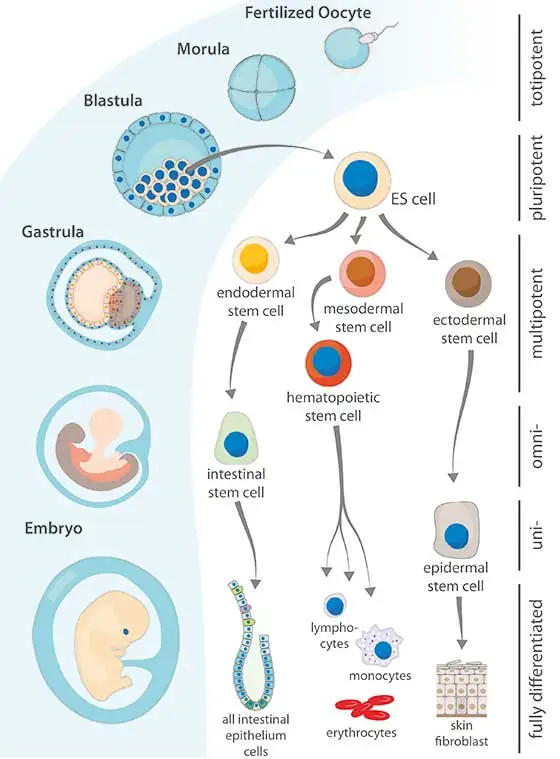 Fertilized Oocyte
Morula
Blastula
totipotent
ES cell
pluripotent
Gastrula
endodermal
stem cell
mesodermal
stem cell
ectodermal
stem cell
hematopoietic
stem cell
multipotent
intestinal
stem cell
omni-
Embryo
epidermal
stem cell
uni-
lympho-
cytes
monocytes
all intestinal
epithelium
cells
erythrocytes
skin
fibroblast
fully differentiated